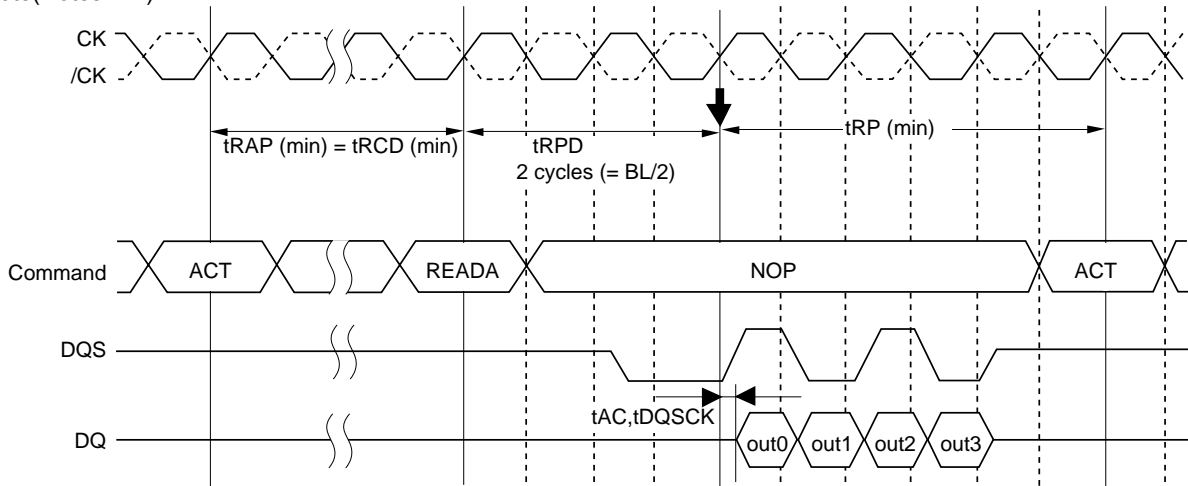 CK
/CK
tRAP (min) = tRCD (min)
tRPD
2 cycles (= BL/2)
tRP (min)
Command
ACT
READA
NOP
ACT
DQS
tAC,tDQSCK
DQ
out0
out1
out2
out3